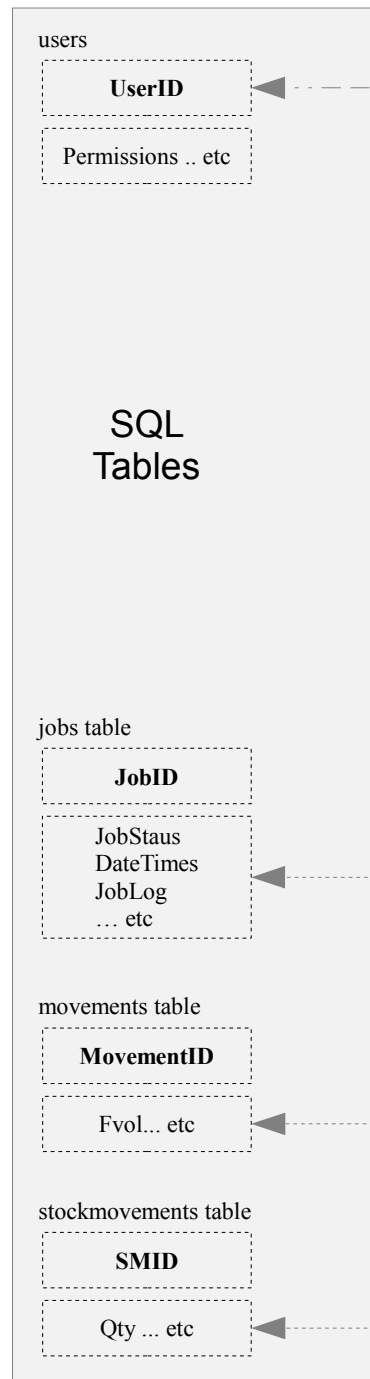 users
UserID
Permissions .. etc
SQL
Tables
jobs table
JobID
JobStaus
DateTimes
JobLog
… etc
movements table
MovementID
Fvol... etc
stockmovements table
SMID
Qty ... etc